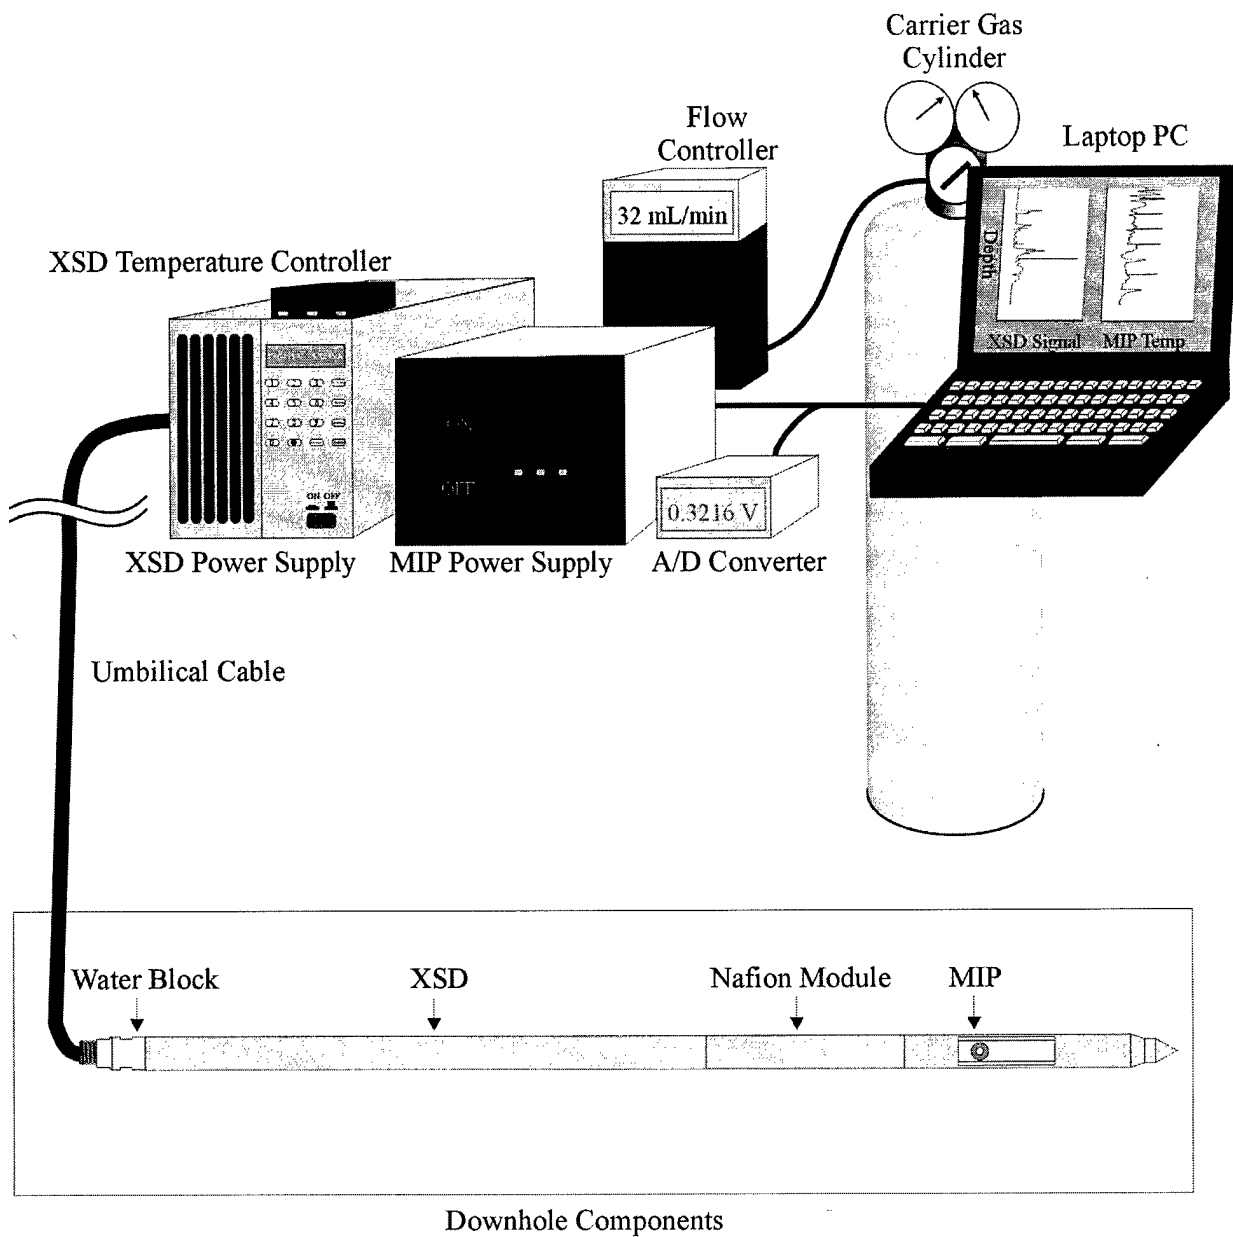 Carrier Gas
Cylinder
Flow
Controller
Laptop PC
32 mL/min
Depth
XSD Signal
MIP Temp
XSD Temperature Controller
ON
OFF
ON OFF
0.3216 V
XSD Power Supply
MIP Power Supply
A/D Converter
Umbilical Cable
Water Block
XSD
Nafion Module
MIP
Downhole Components